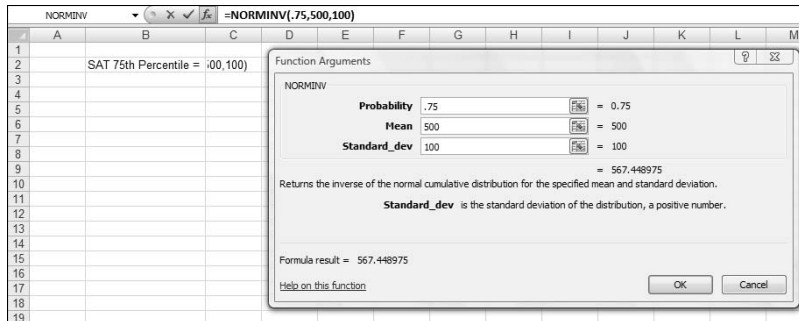 NORMINV =NORMINV(.75,500,100)
A B C D E F G H I J K L M
1
2 SAT 75th Percentile = 00,100)
3
4
5
6
7
8
9
10
11
12
13
14
15
16
17
18
19
Function Arguments
NORMINV
Probability .75 = 0.75
Mean 500 = 500
Standard_dev 100 = 100
= 567.448975
Returns the inverse of the normal cumulative distribution for the specified mean and standard deviation.
Standard_dev is the standard deviation of the distribution, a positive number.
Formula result = 567.448975
Help on this function OK Cancel